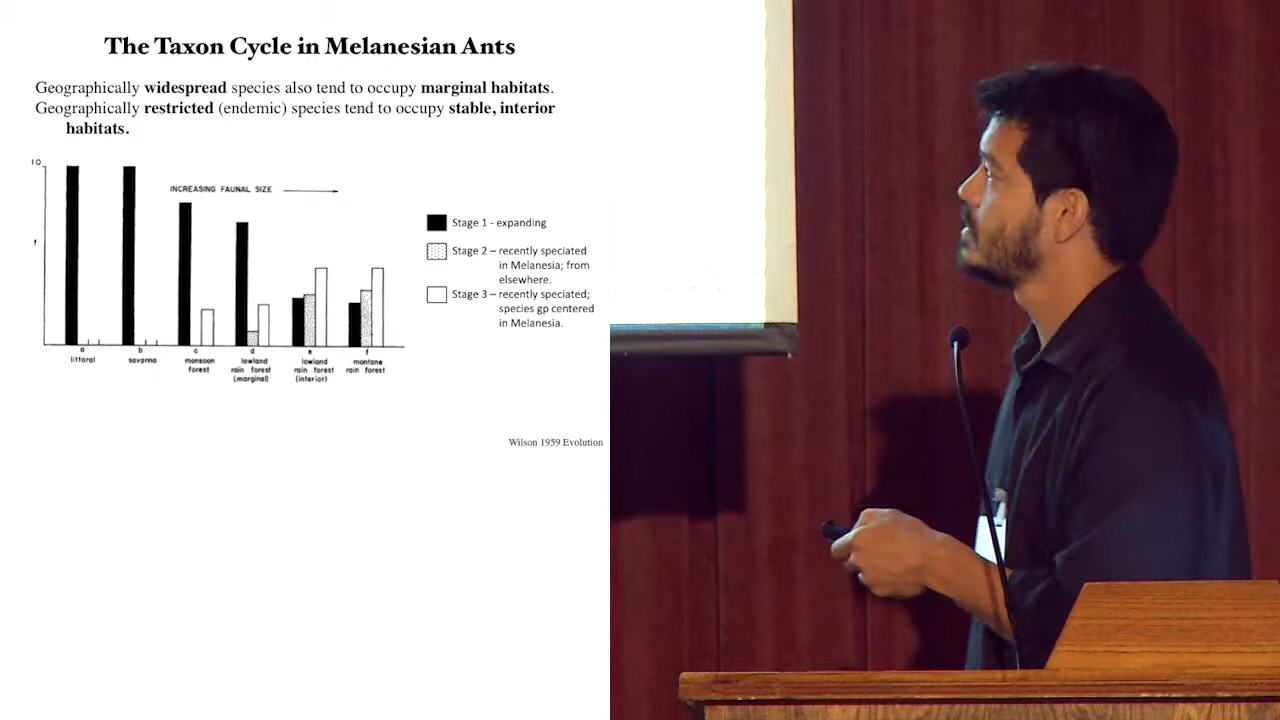 The Taxon Cycle in Melanesian Ants
Geographically widespread species also tend to occupy marginal habitats.
Geographically restricted (endemic) species tend to occupy stable, interior
habitats.
10
INCREASING FAUNAL SIZE
f
Stage 1 - expanding
Stage 2 – recently speciated
in Melanesia; from
elsewhere.
Stage 3 – recently speciated;
species gp centered
in Melanesia.
a
littoral
b
savanna
c
monsoon
forest
d
lowland
rain forest
(marginal)
e
lowland
rain forest
(interior)
f
montane
rain forest
Wilson 1959 Evolution